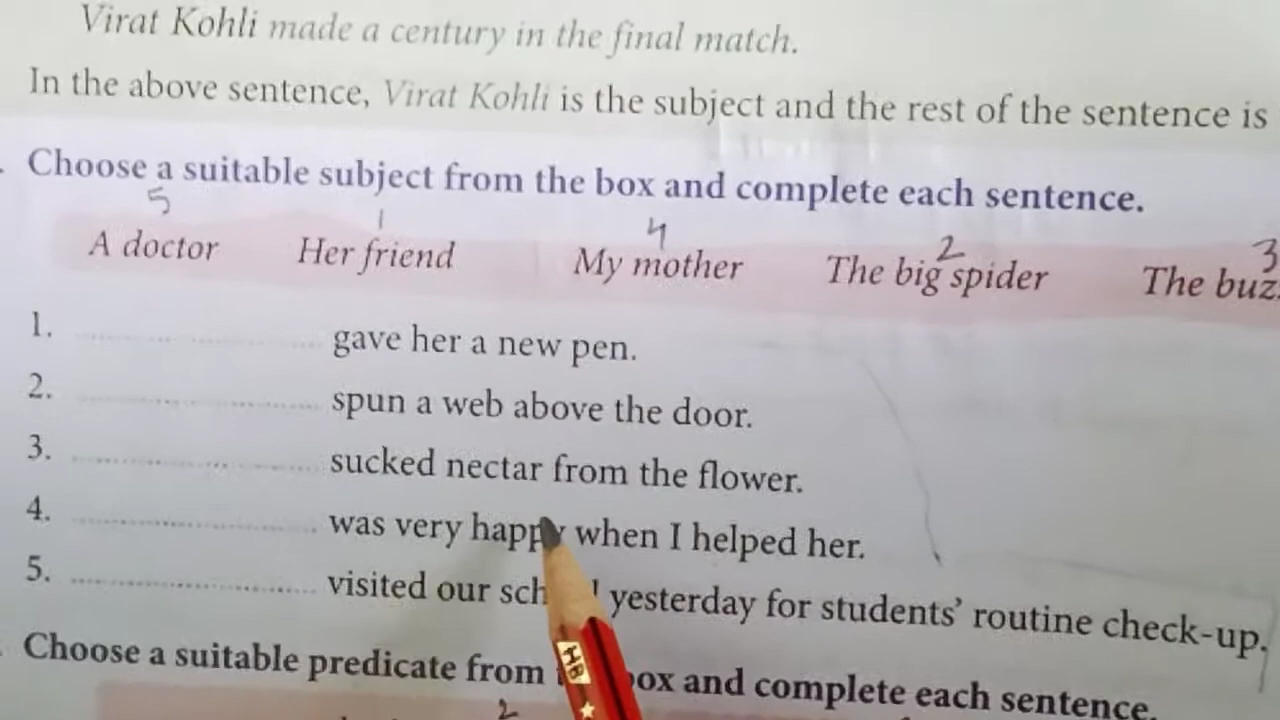 Virat Kohli made a century in the final match.
In the above sentence, Virat Kohli is the subject and the rest of the sentence is
Choose a suitable subject from the box and complete each sentence.
5 1 4 2 3
A doctor Her friend My mother The big spider The buz
1. .................... gave her a new pen.
2. .................... spun a web above the door.
3. .................... sucked nectar from the flower.
4. .................... was very happy when I helped her.
5. .................... visited our yesterday for students' routine check-up.
Choose a suitable predicate from box and complete each sentence.
2
HB